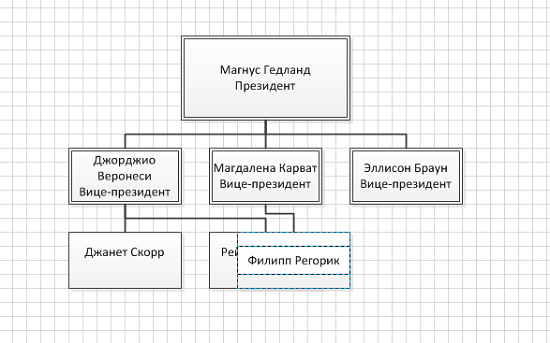 Магнус Гедланд
Президент
Джорджио
Веронеси
Вице-президент
Магдалена Карват
Вице-президент
Эллисон Браун
Вице-президент
Джанет Скорр
Филипп Регорик